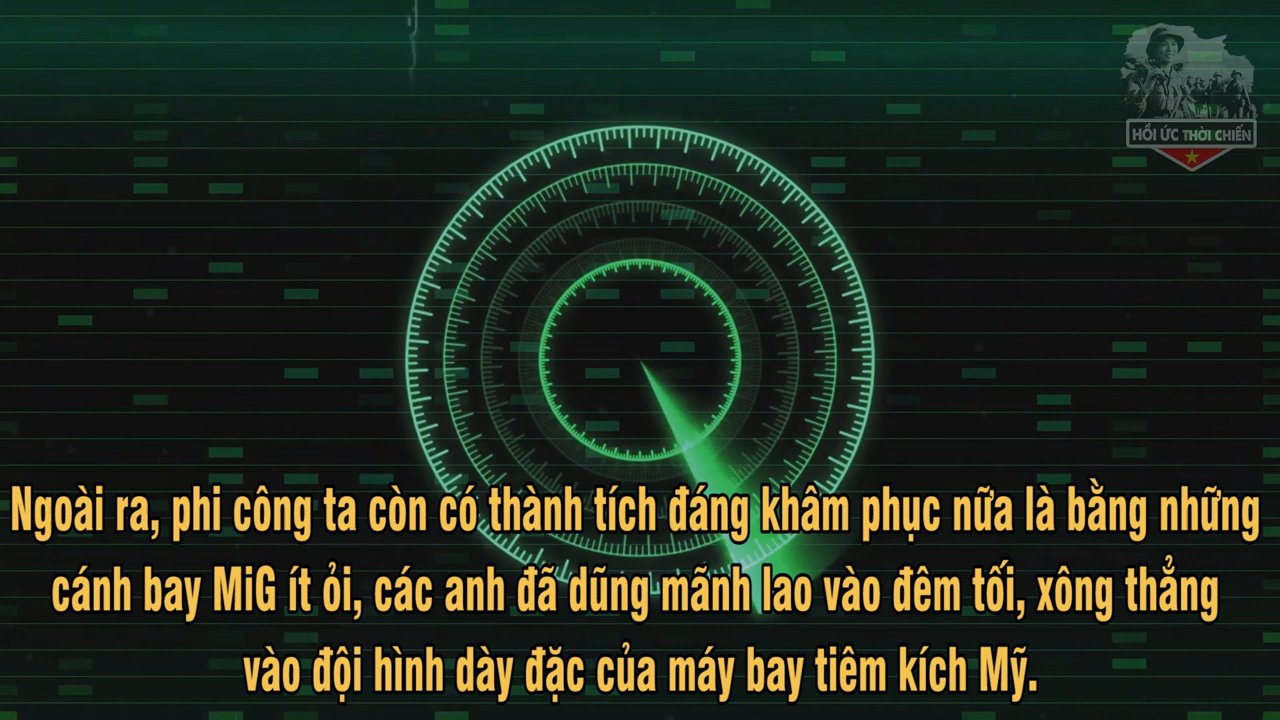 HỒI ỨC THỜI CHIẾN
Ngoài ra, phi công ta còn có thành tích đáng khâm phục nữa là bằng những
cánh bay MiG ít ỏi, các anh đã dũng mãnh lao vào đêm tối, xông thẳng
vào đội hình dày đặc của máy bay tiêm kích Mỹ.